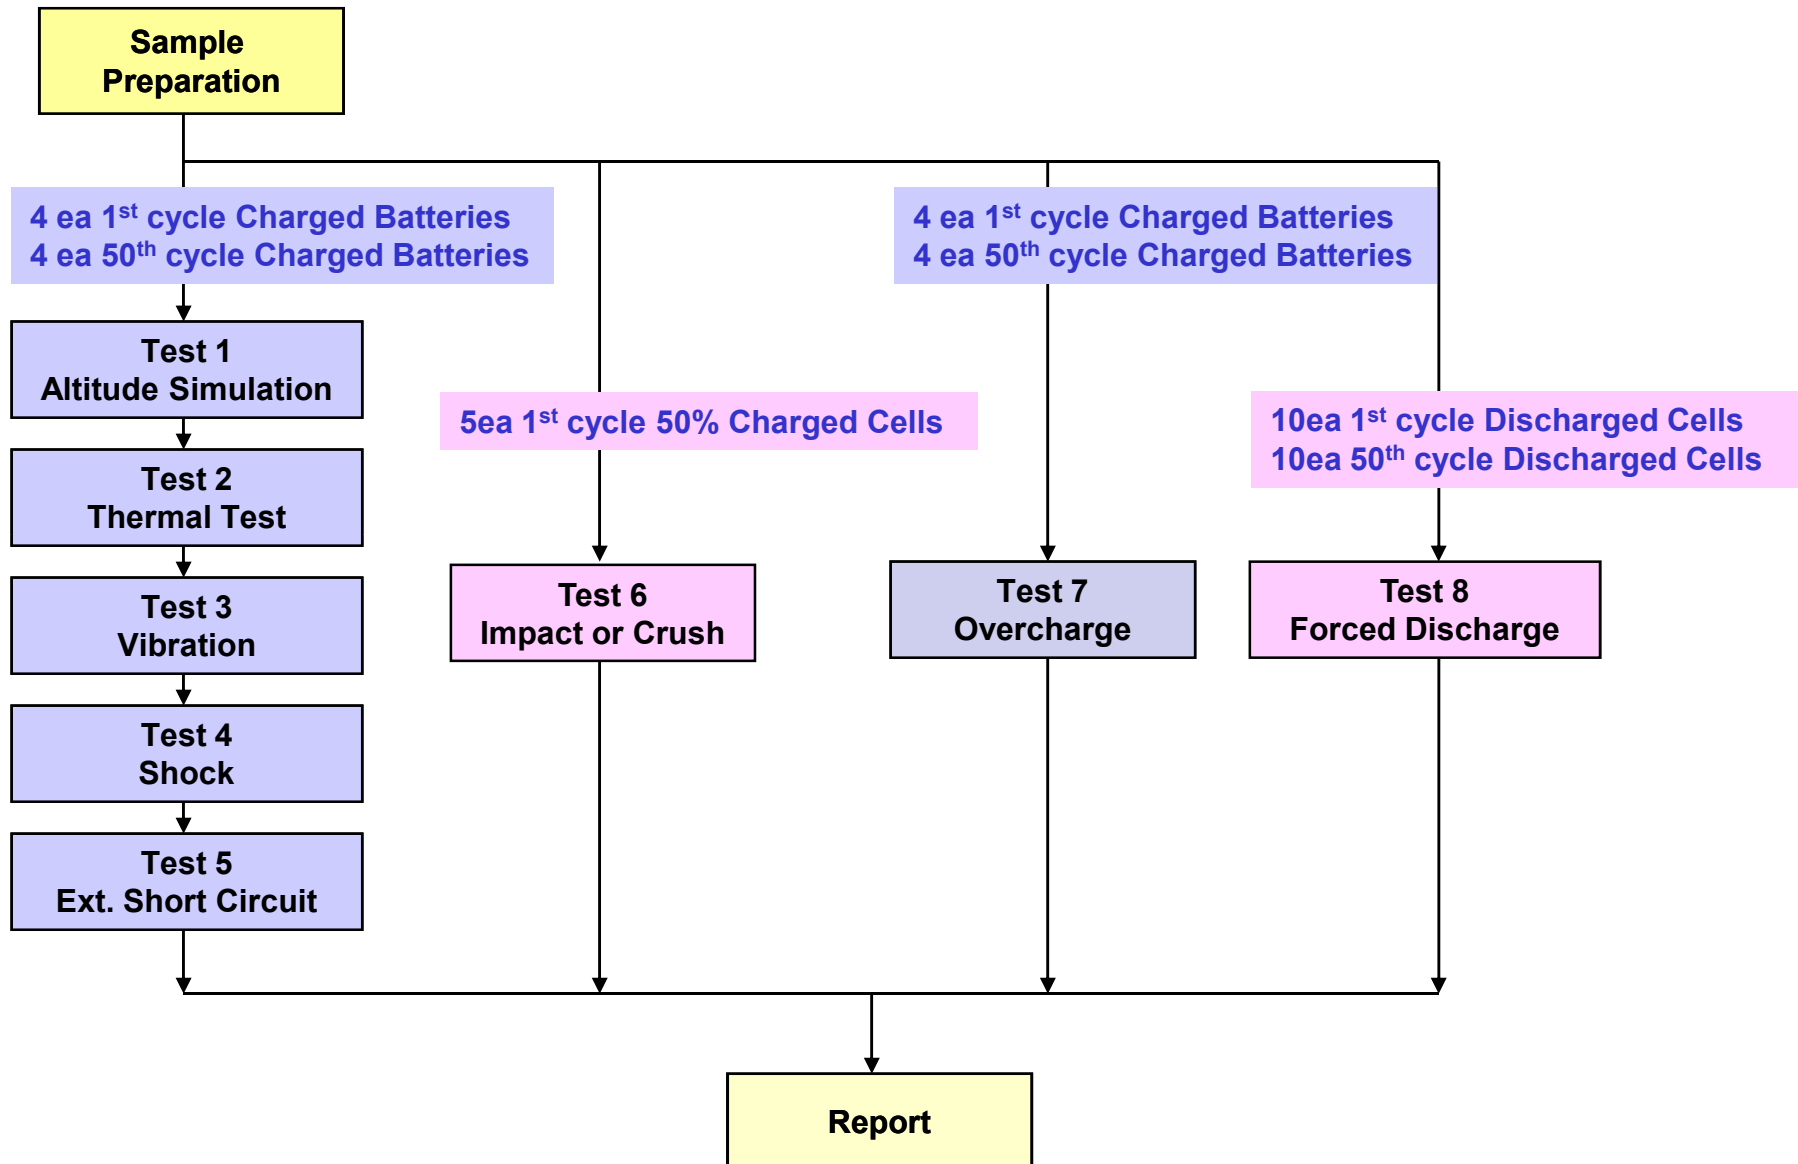 Sample
Preparation
4 ea 1st cycle Charged Batteries
4 ea 50th cycle Charged Batteries
4 ea 1st cycle Charged Batteries
4 ea 50th cycle Charged Batteries
Test 1
Altitude Simulation
5ea 1st cycle 50% Charged Cells
10ea 1st cycle Discharged Cells
10ea 50th cycle Discharged Cells
Test 2
Thermal Test
Test 3
Vibration
Test 6
Impact or Crush
Test 7
Overcharge
Test 8
Forced Discharge
Test 4
Shock
Test 5
Ext. Short Circuit
Report